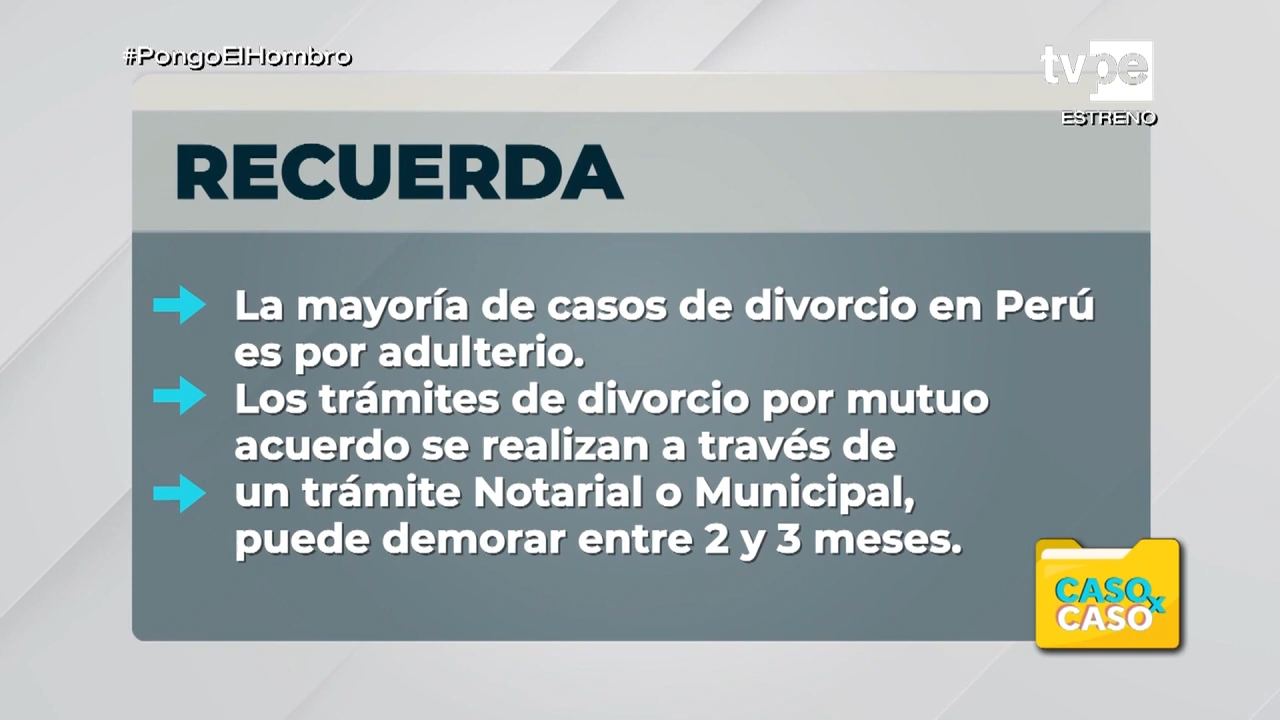 #PongoElHombro
tvpe
ESTRENO
RECUERDA
La mayoría de casos de divorcio en Perú
es por adulterio.
Los trámites de divorcio por mutuo
acuerdo se realizan a través de
un trámite Notarial o Municipal,
puede demorar entre 2 y 3 meses.
CASO x
CASO